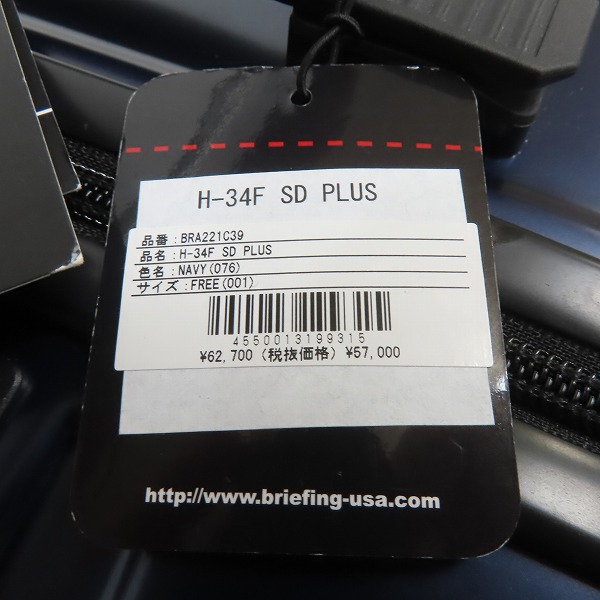 H-34F SD PLUS
品番:BRA221C39
品名:H-34F SD PLUS
色名:NAVY(076)
サイズ:FREE(001)
4550013199315
¥62,700(税抜価格)¥57,000
http://www.briefing-usa.com